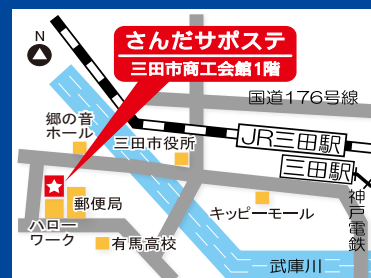 N
さんだサポステ
三田市商工会館1階
国道176号線
郷の音
ホール
三田市役所
JR三田駅
三田駅
神戸電鉄
郵便局
ハロー
ワーク
キッピーモール
有馬高校
武庫川